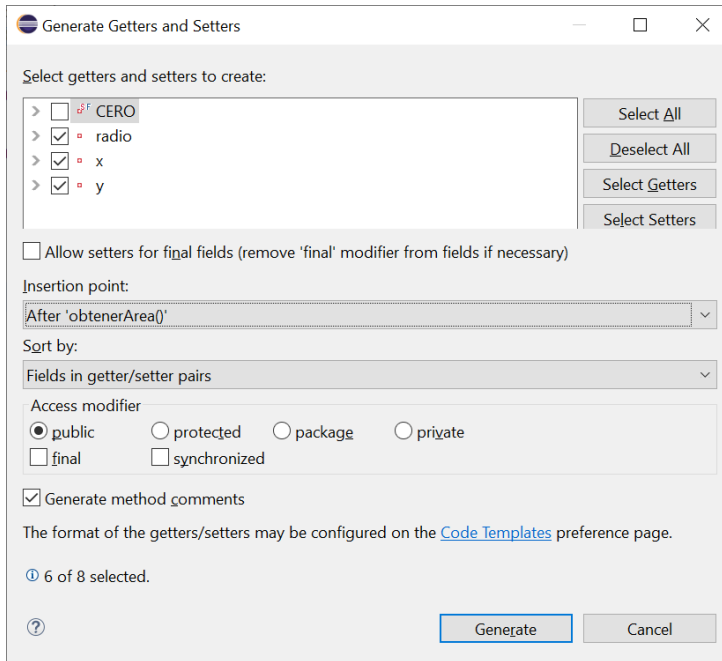 Generate Getters and Setters
Select getters and setters to create:
CERO
radio
x
y
Select All
Deselect All
Select Getters
Select Setters
Allow setters for final fields (remove 'final' modifier from fields if necessary)
Insertion point:
After 'obtenerArea()'
Sort by:
Fields in getter/setter pairs
Access modifier
public protected package private
final synchronized
Generate method comments
The format of the getters/setters may be configured on the Code Templates preference page.
6 of 8 selected.
Generate Cancel